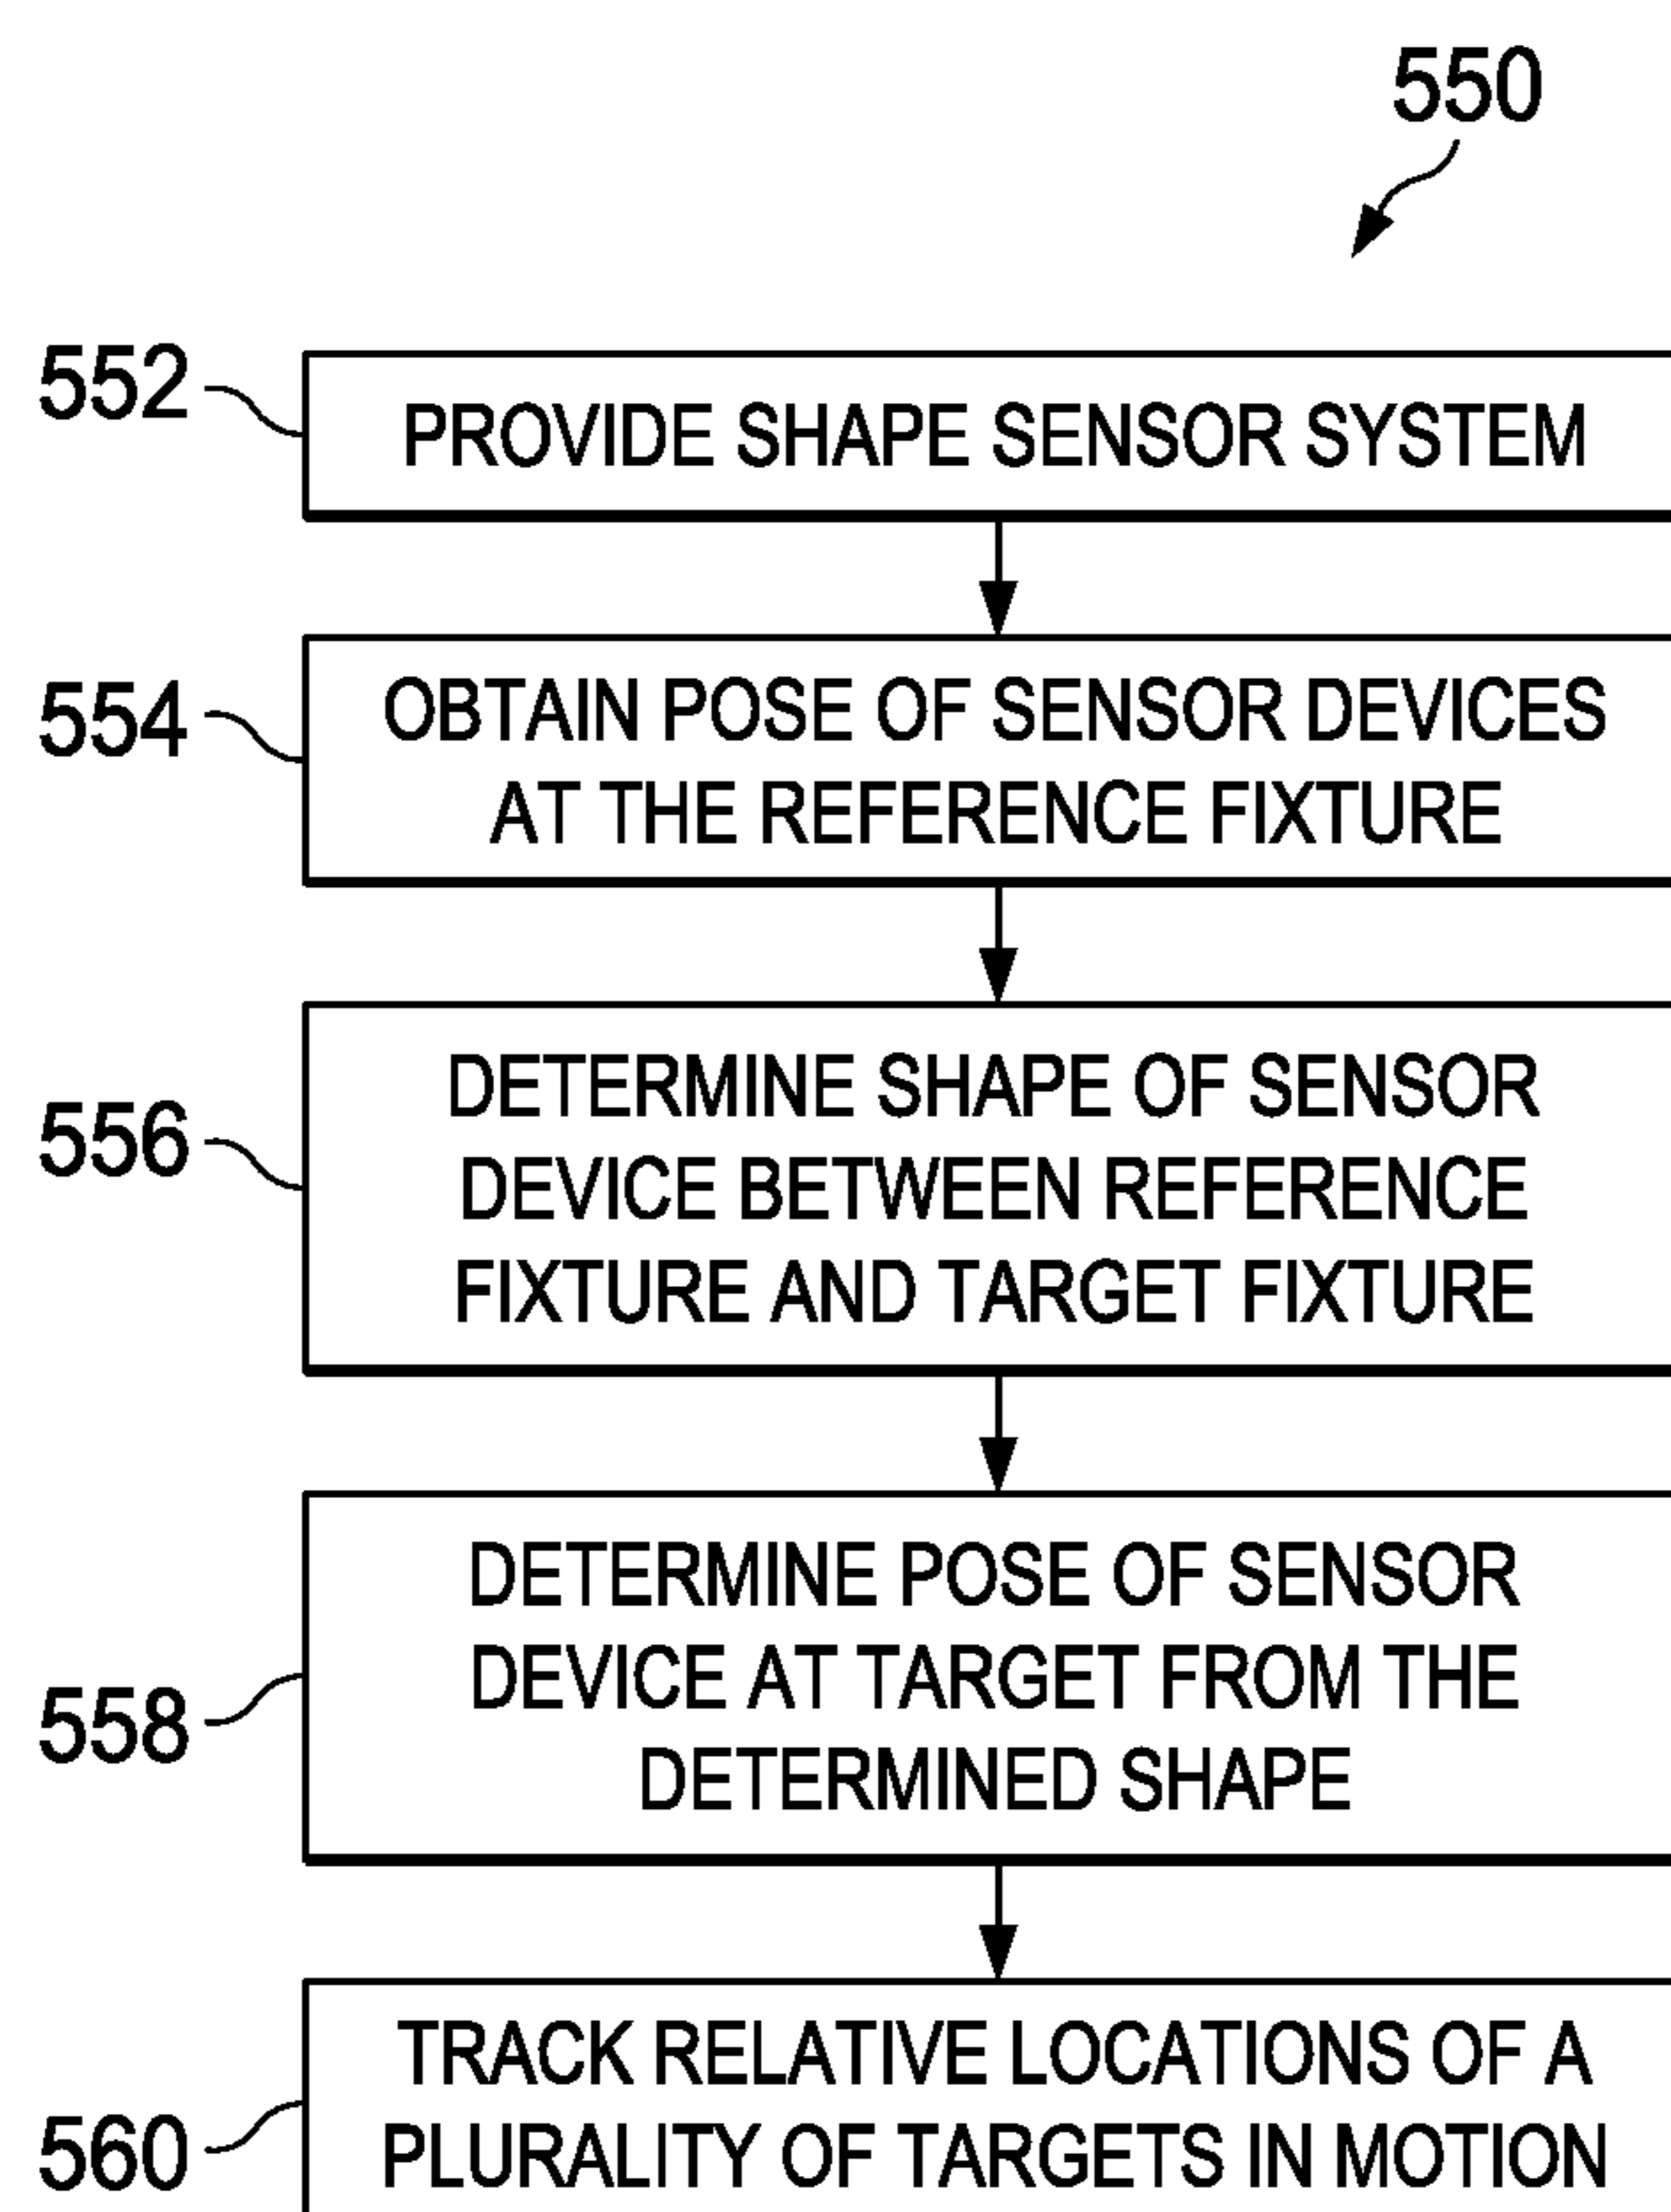 550
552
PROVIDE SHAPE SENSOR SYSTEM
554
OBTAIN POSE OF SENSOR DEVICES
AT THE REFERENCE FIXTURE
556
DETERMINE SHAPE OF SENSOR
DEVICE BETWEEN REFERENCE
FIXTURE AND TARGET FIXTURE
558
DETERMINE POSE OF SENSOR
DEVICE AT TARGET FROM THE
DETERMINED SHAPE
560
TRACK RELATIVE LOCATIONS OF A
PLURALITY OF TARGETS IN MOTION